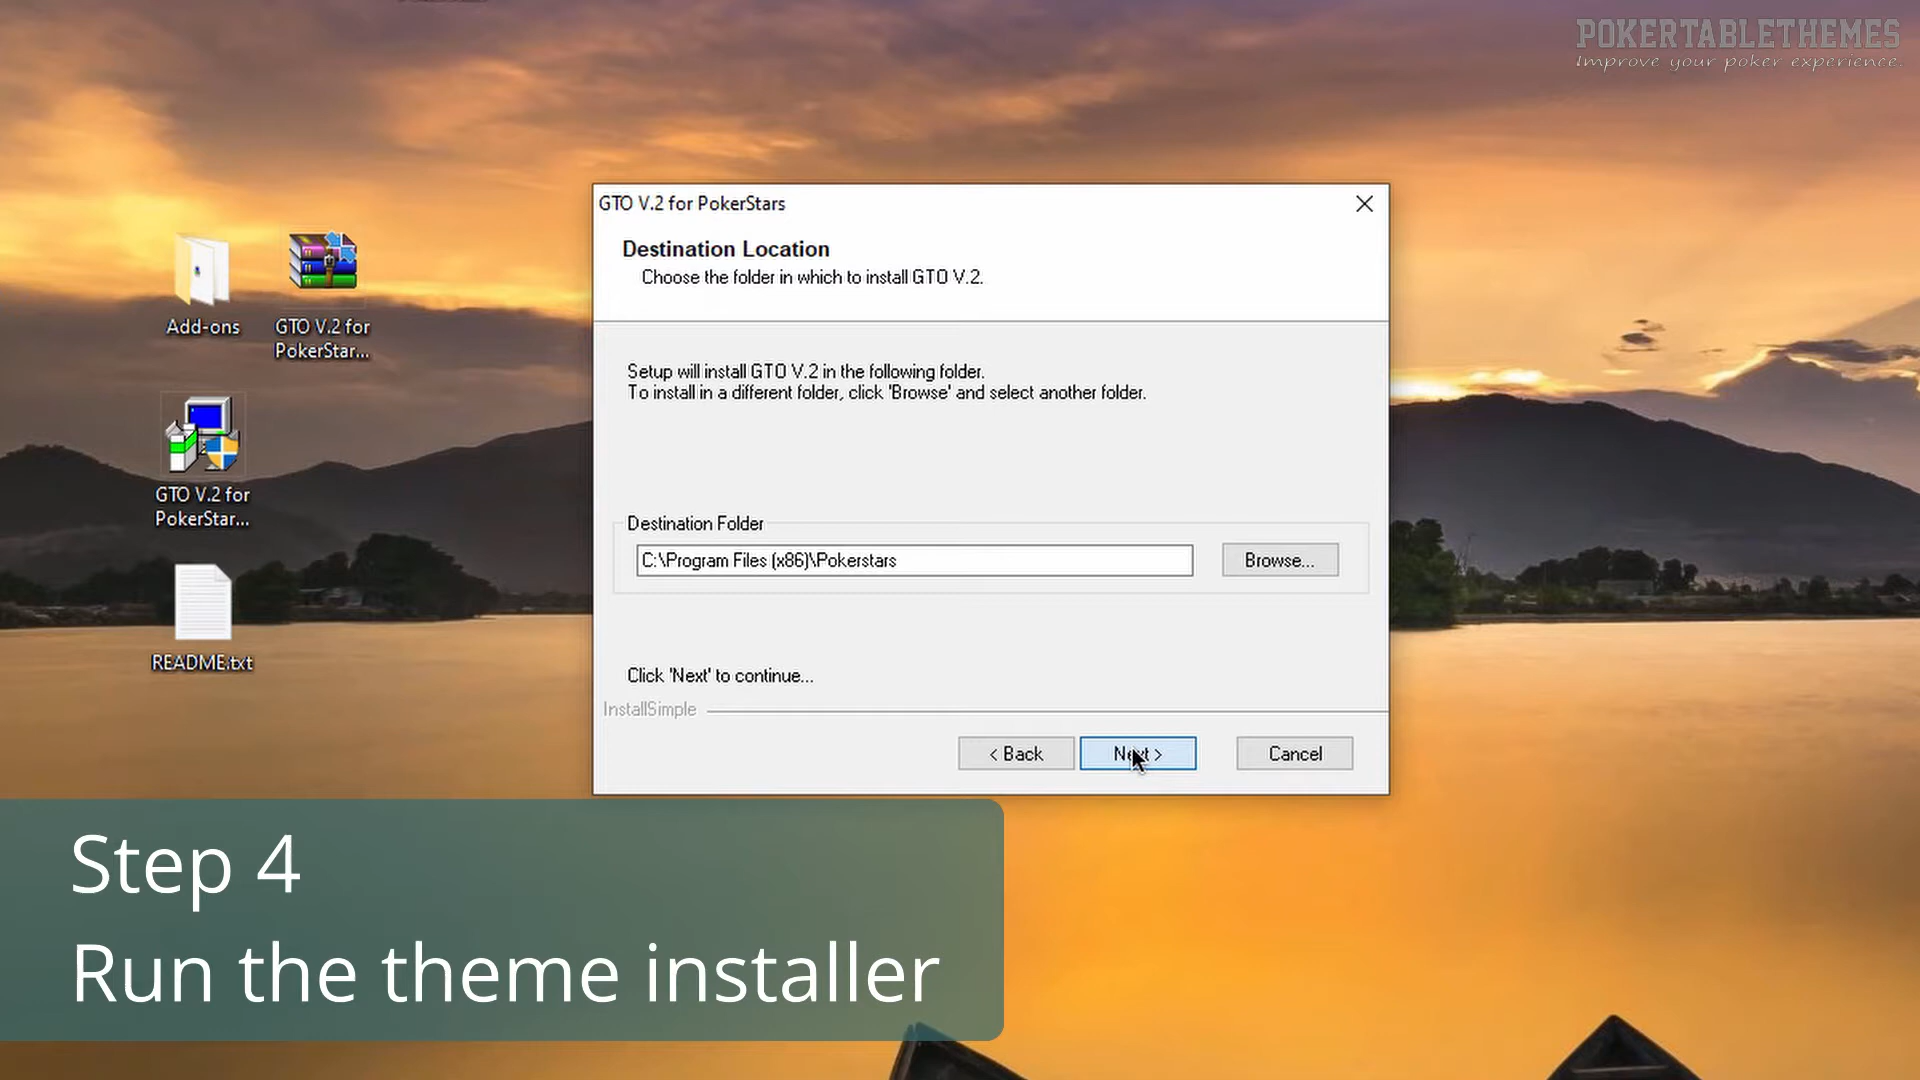 POKERTABLETHEMES
Improve your poker experience.
GTO V.2 for PokerStars
Destination Location
Choose the folder in which to install GTO V.2.
Add-ons
GTO V.2 for
PokerStar...
Setup will install GTO V.2 in the following folder.
To install in a different folder, click 'Browse' and select another folder.
GTO V.2 for
PokerStar...
Destination Folder
C:\Program Files (x86)\Pokerstars
Browse...
README.txt
Click 'Next' to continue...
InstallSimple
< Back
Next >
Cancel
Step 4
Run the theme installer